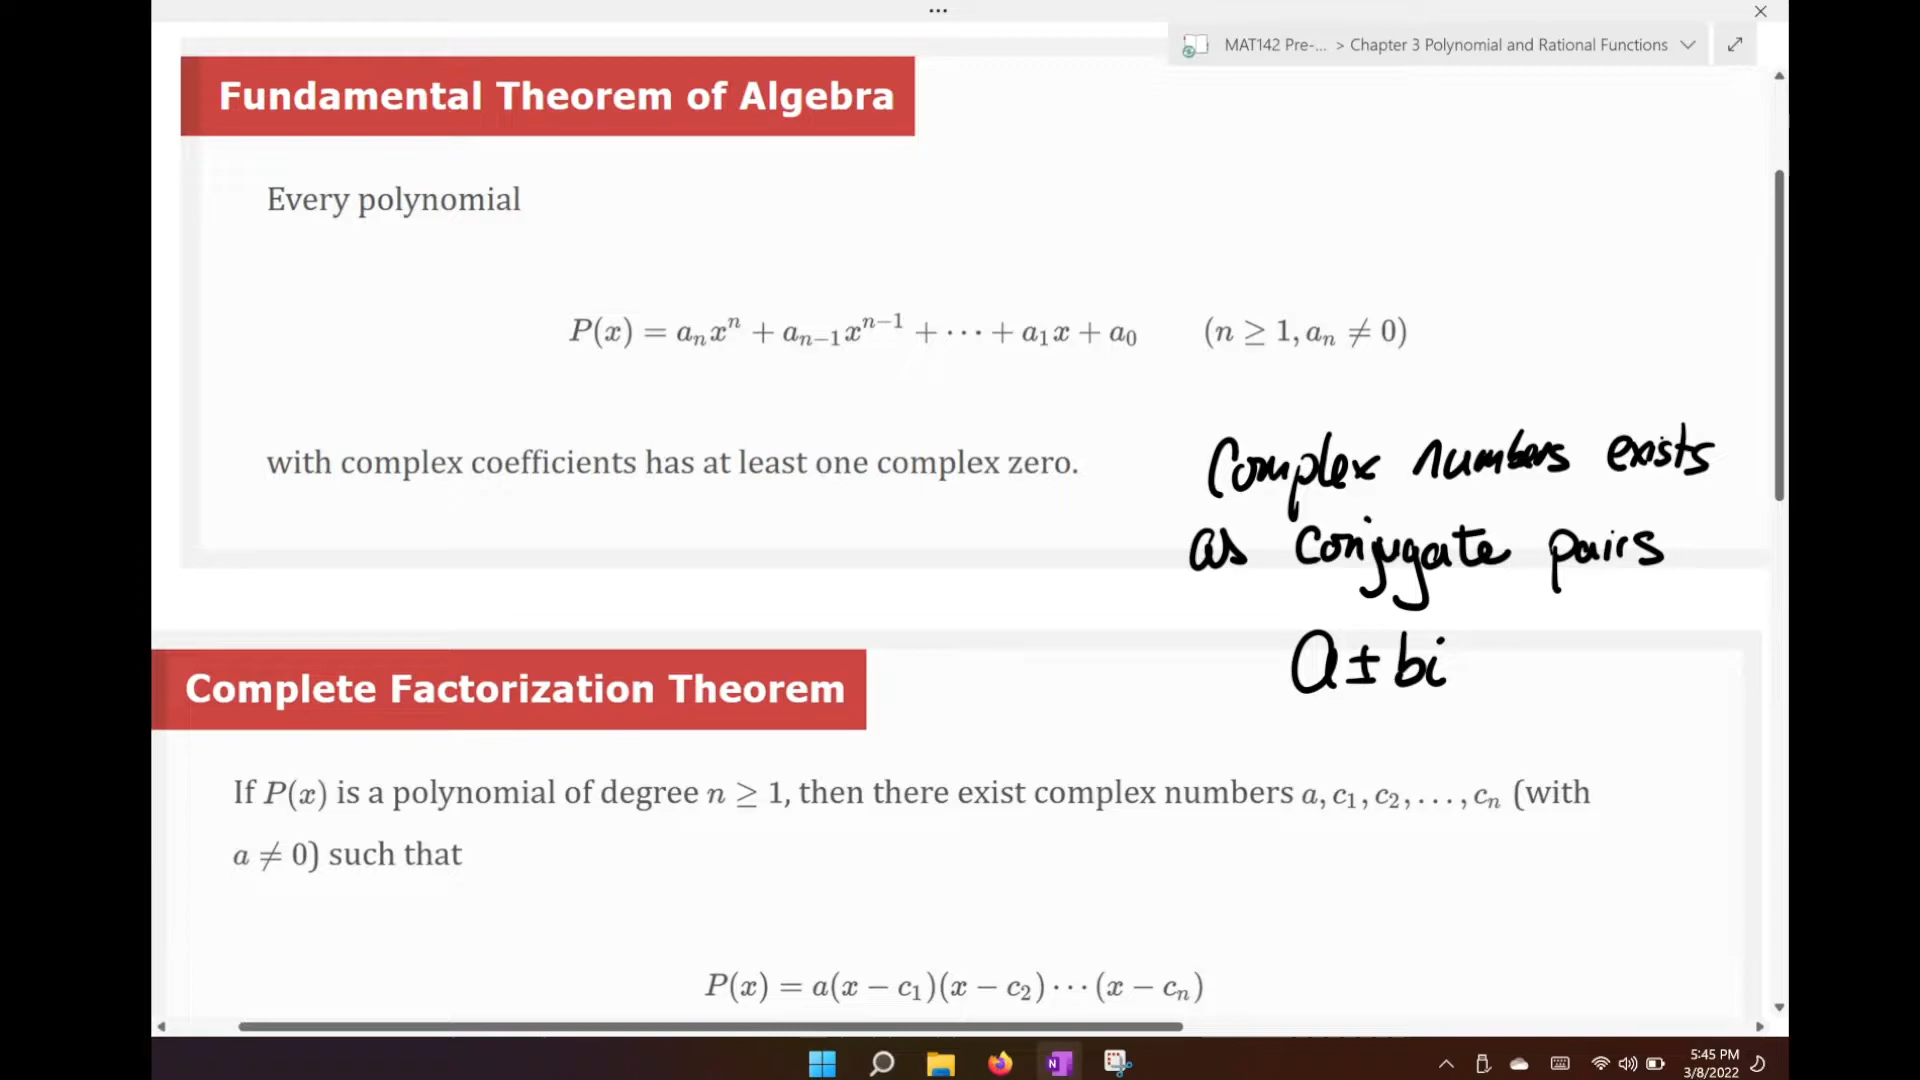 ...
MAT142 Pre-... > Chapter 3 Polynomial and Rational Functions
Fundamental Theorem of Algebra
Every polynomial
P(x) = aₙxⁿ + aₙ₋₁xⁿ⁻¹ + ··· + a₁x + a₀  (n ≥ 1, aₙ ≠ 0)
with complex coefficients has at least one complex zero.
Complex numbers exists
as conjugate pairs
a ± bi
Complete Factorization Theorem
If P(x) is a polynomial of degree n ≥ 1, then there exist complex numbers a, c₁, c₂, ..., cₙ (with
a ≠ 0) such that
P(x) = a(x − c₁)(x − c₂) ··· (x − cₙ)
5:45 PM
3/8/2022